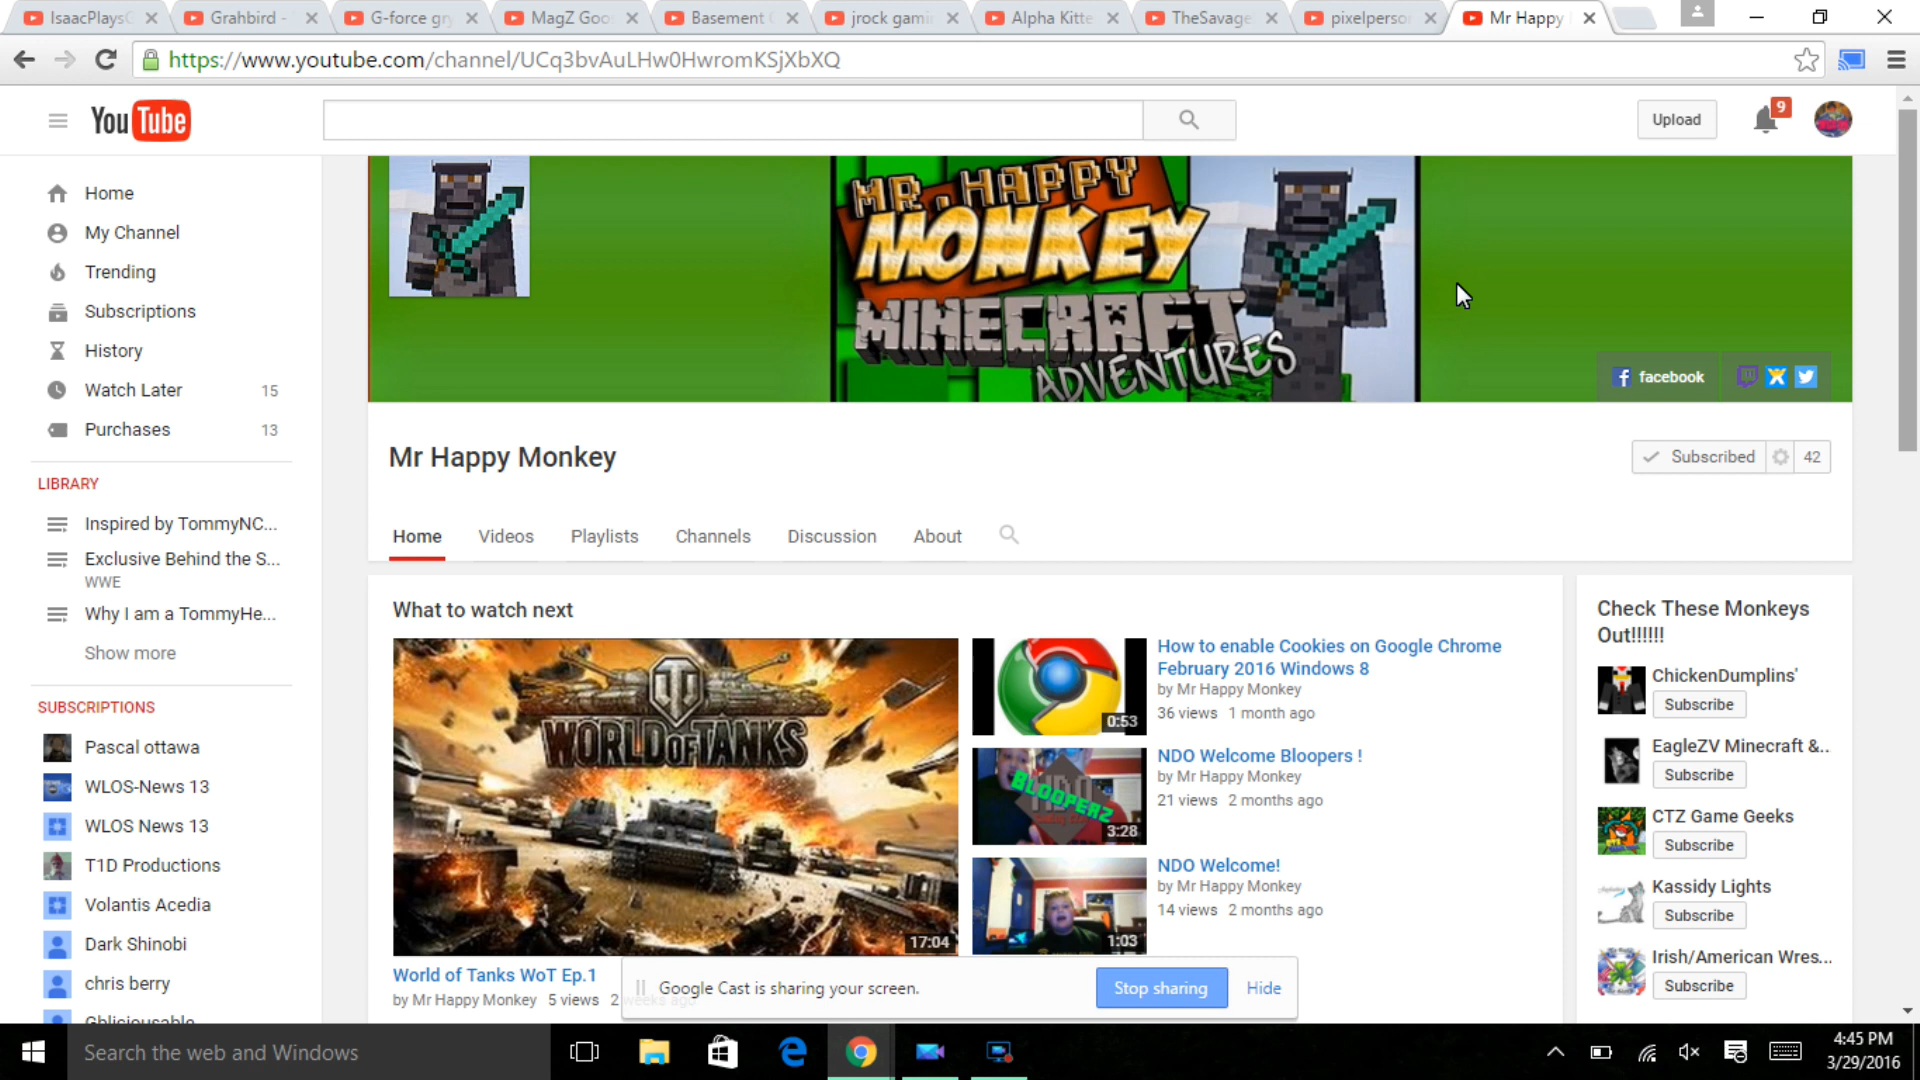 IsaacPlaysG
Grahbird -
G-force gry
MagZ Goo
Basement
jrock gami
Alpha Kitte
TheSavage
pixelperso
Mr Happy
https://www.youtube.com/channel/UCq3bvAuLHw0HwromKSjXbXQ
YouTube
Upload
9
Home
My Channel
Trending
Subscriptions
History
Watch Later 15
Purchases 13
LIBRARY
Inspired by TommyNC...
Exclusive Behind the S...
WWE
Why I am a TommyHe...
Show more
SUBSCRIPTIONS
Pascal ottawa
WLOS-News 13
WLOS News 13
T1D Productions
Volantis Acedia
Dark Shinobi
chris berry
Gbliciousable
MR. HAPPY
MONKEY
MINECRAFT
ADVENTURES
facebook
Mr Happy Monkey
Subscribed 42
Home Videos Playlists Channels Discussion About
What to watch next
WORLD OF TANKS
17:04
World of Tanks WoT Ep.1
by Mr Happy Monkey 5 views 2 weeks ago
0:53
How to enable Cookies on Google Chrome
February 2016 Windows 8
by Mr Happy Monkey
36 views 1 month ago
BLOOPERZ
3:28
NDO Welcome Bloopers !
by Mr Happy Monkey
21 views 2 months ago
1:03
NDO Welcome!
by Mr Happy Monkey
14 views 2 months ago
Check These Monkeys
Out!!!!!!
ChickenDumplins'
Subscribe
EagleZV Minecraft &..
Subscribe
CTZ Game Geeks
Subscribe
Kassidy Lights
Subscribe
Irish/American Wres...
Subscribe
Google Cast is sharing your screen.
Stop sharing
Hide
Search the web and Windows
4:45 PM
3/29/2016